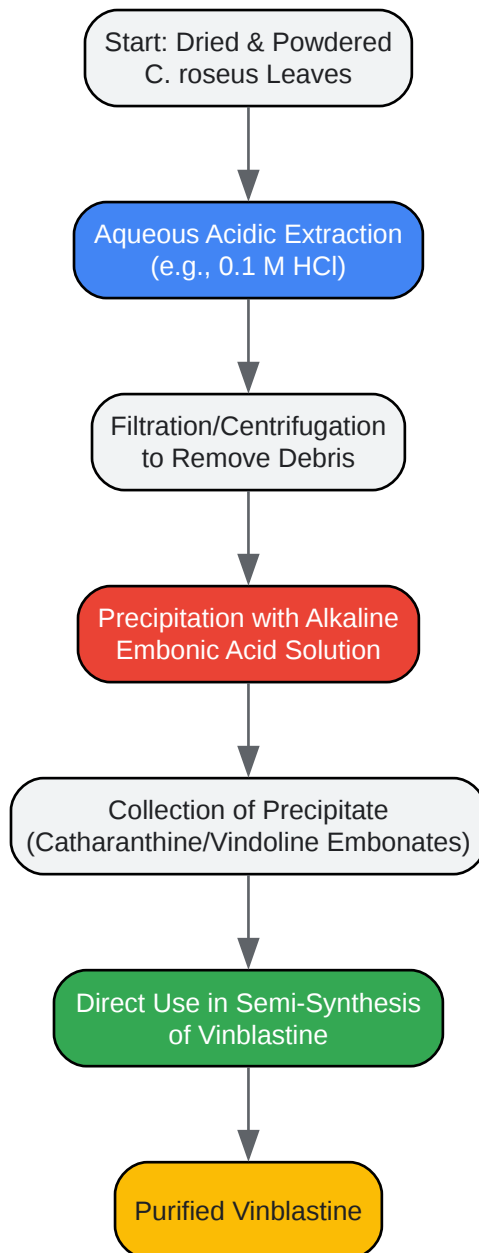 Start: Dried & Powdered
C. roseus Leaves
Aqueous Acidic Extraction
(e.g., 0.1 M HCl)
Filtration/Centrifugation
to Remove Debris
Precipitation with Alkaline
Embonic Acid Solution
Collection of Precipitate
(Catharanthine/Vindoline Embonates)
Direct Use in Semi-Synthesis
of Vinblastine
Purified Vinblastine